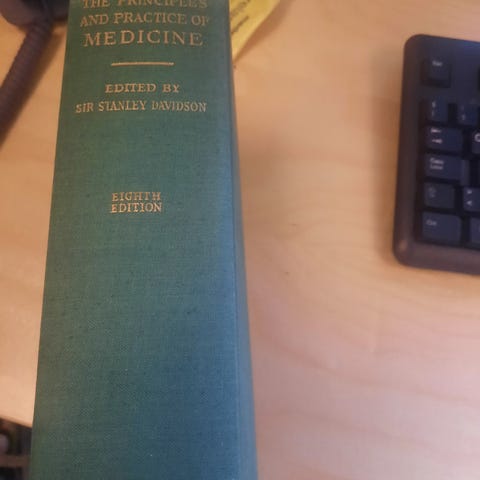 THE PRINCIPLES
AND PRACTICE OF
MEDICINE
EDITED BY
SIR STANLEY DAVIDSON
EIGHTH
EDITION